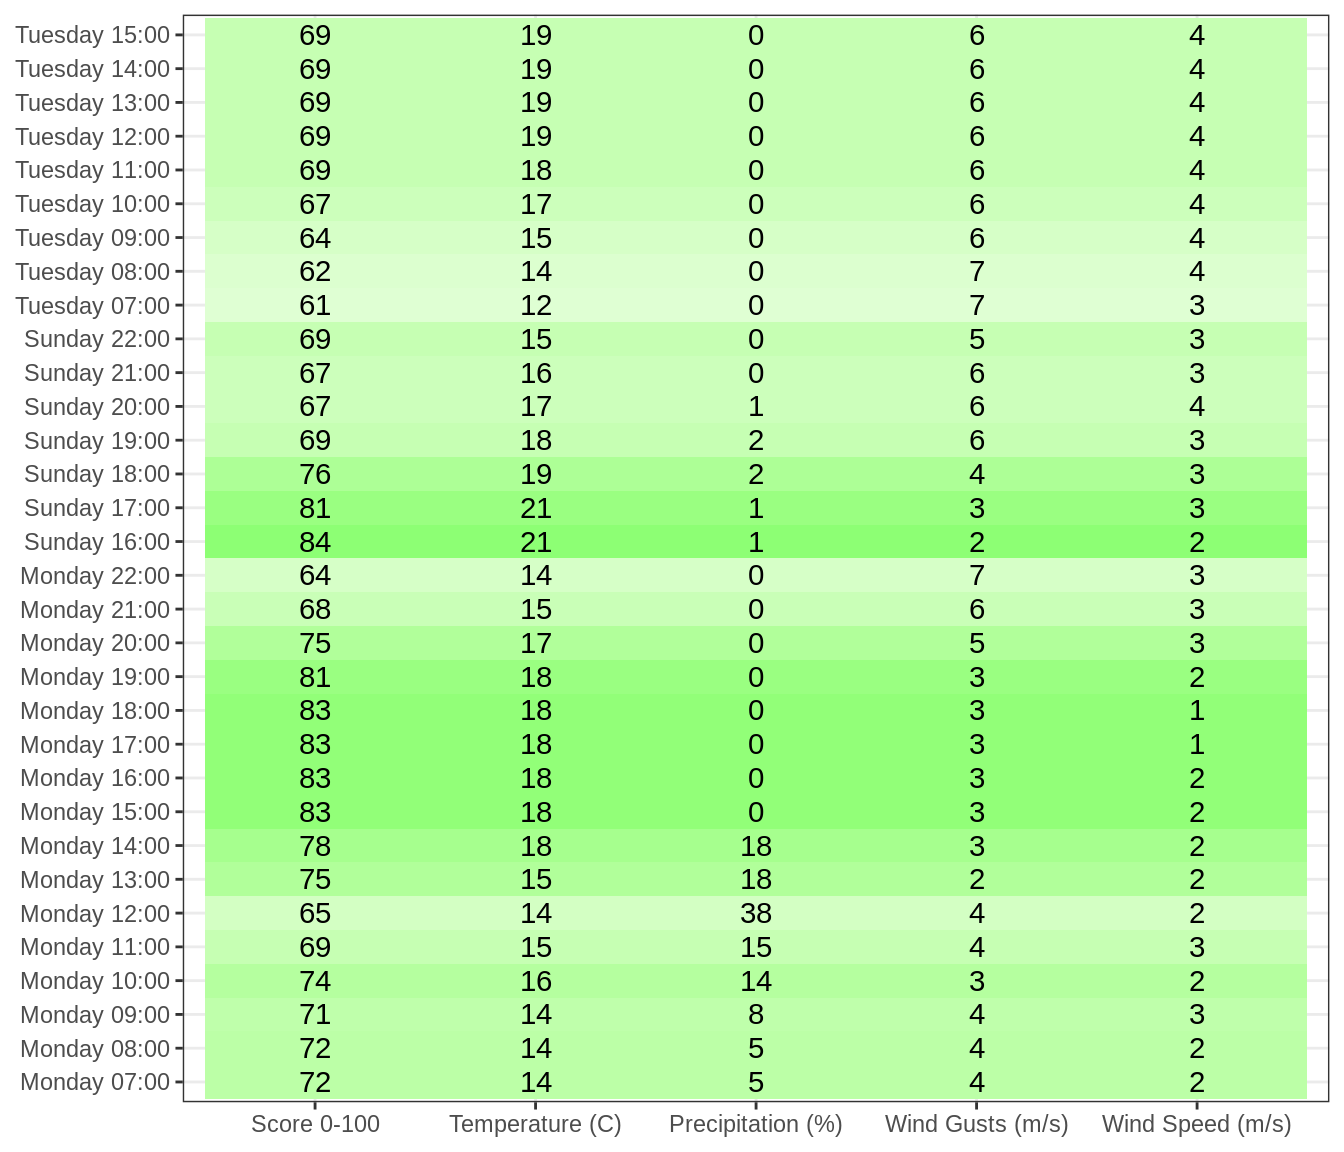 Tuesday 15:00 69 19 0 6 4
Tuesday 14:00 69 19 0 6 4
Tuesday 13:00 69 19 0 6 4
Tuesday 12:00 69 19 0 6 4
Tuesday 11:00 69 18 0 6 4
Tuesday 10:00 67 17 0 6 4
Tuesday 09:00 64 15 0 6 4
Tuesday 08:00 62 14 0 7 4
Tuesday 07:00 61 12 0 7 3
Sunday 22:00 69 15 0 5 3
Sunday 21:00 67 16 0 6 3
Sunday 20:00 67 17 1 6 4
Sunday 19:00 69 18 2 6 3
Sunday 18:00 76 19 2 4 3
Sunday 17:00 81 21 1 3 3
Sunday 16:00 84 21 1 2 2
Monday 22:00 64 14 0 7 3
Monday 21:00 68 15 0 6 3
Monday 20:00 75 17 0 5 3
Monday 19:00 81 18 0 3 2
Monday 18:00 83 18 0 3 1
Monday 17:00 83 18 0 3 1
Monday 16:00 83 18 0 3 2
Monday 15:00 83 18 0 3 2
Monday 14:00 78 18 18 3 2
Monday 13:00 75 15 18 2 2
Monday 12:00 65 14 38 4 2
Monday 11:00 69 15 15 4 3
Monday 10:00 74 16 14 3 2
Monday 09:00 71 14 8 4 3
Monday 08:00 72 14 5 4 2
Monday 07:00 72 14 5 4 2
Score 0-100 Temperature (C) Precipitation (%) Wind Gusts (m/s) Wind Speed (m/s)